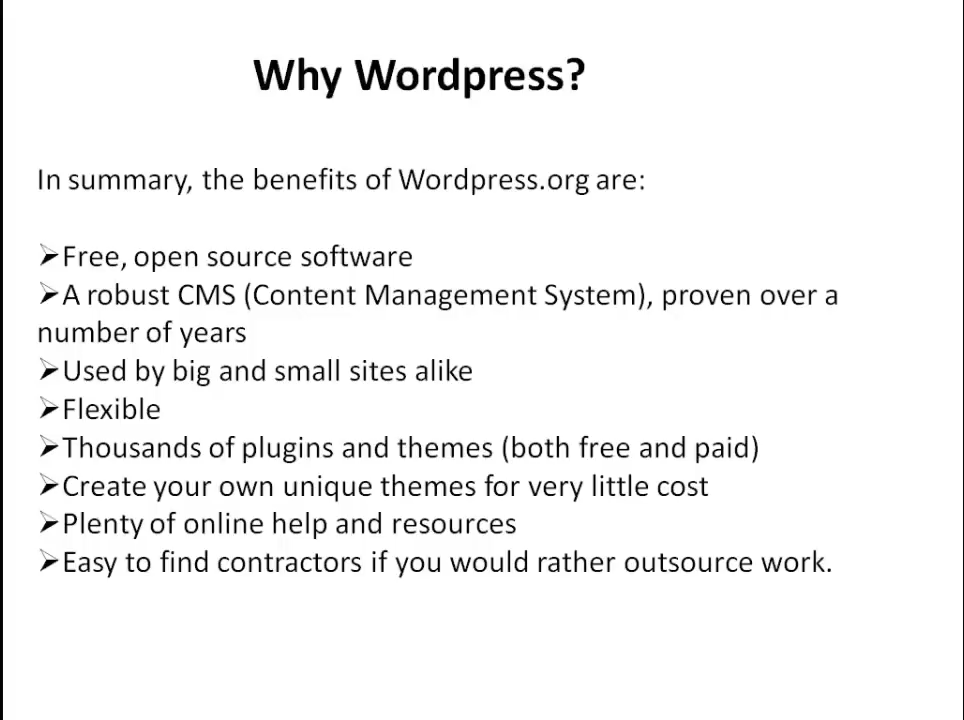 Why Wordpress?
In summary, the benefits of Wordpress.org are:
➢Free, open source software
➢A robust CMS (Content Management System), proven over a
number of years
➢Used by big and small sites alike
➢Flexible
➢Thousands of plugins and themes (both free and paid)
➢Create your own unique themes for very little cost
➢Plenty of online help and resources
➢Easy to find contractors if you would rather outsource work.